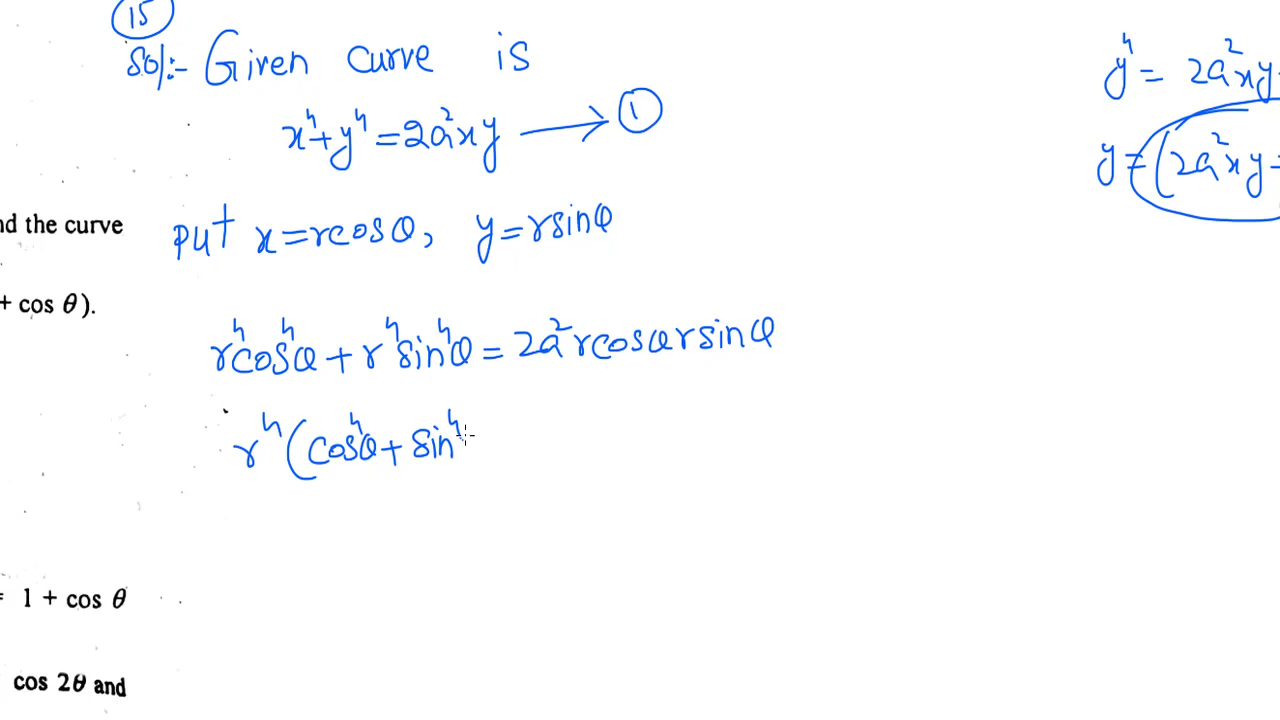 15
Sol:- Given curve is
x⁴+y⁴=2a²xy → ①
put x=rcosθ, y=rsinθ
r⁴cos⁴θ + r⁴sin⁴θ = 2a²rcosθrsinθ
r⁴(cos⁴θ + sin⁴
y⁴ = 2a²xy-
y=(2a²xy-
nd the curve
+ cos θ).
= 1 + cos θ
cos 2θ and